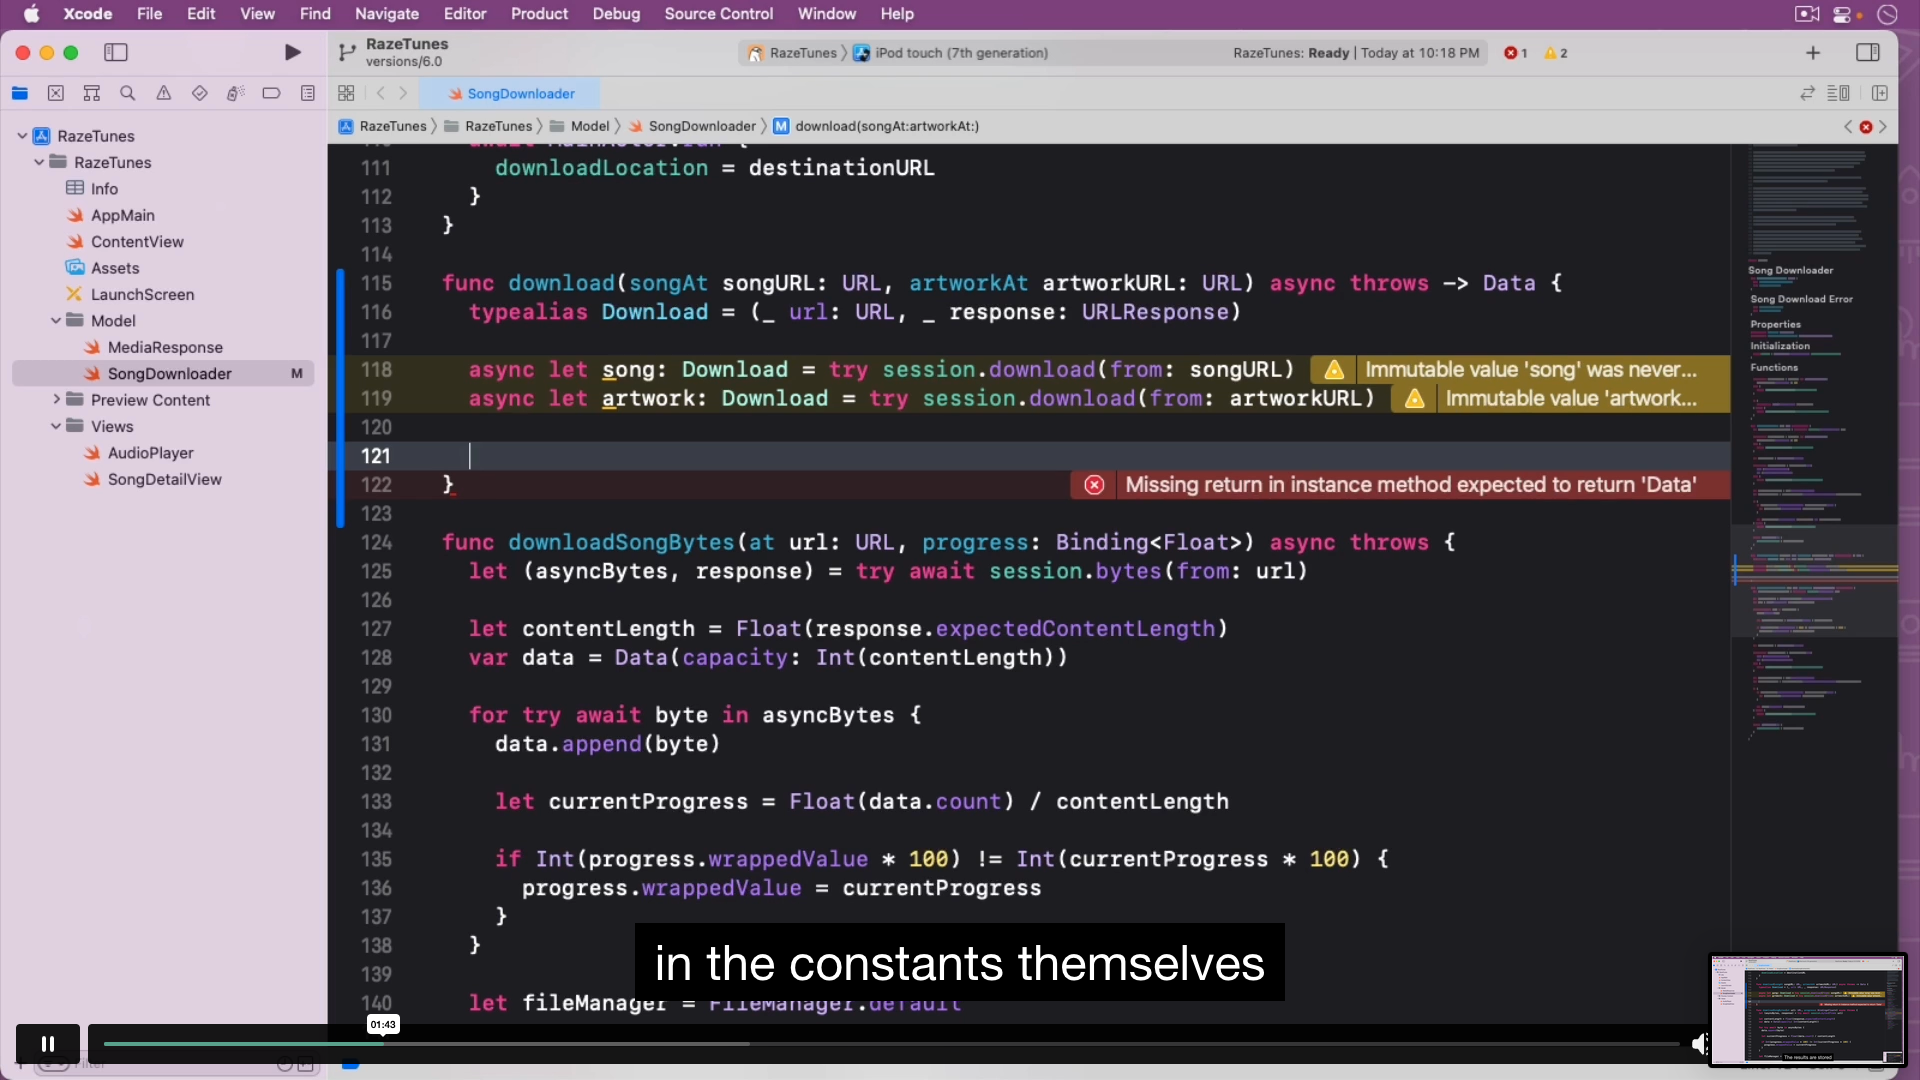 Xcode File Edit View Find Navigate Editor Product Debug Source Control Window Help
RazeTunes
versions/6.0
RazeTunes
iPod touch (7th generation)
RazeTunes: Ready | Today at 10:18 PM
1
2
SongDownloader
RazeTunes
RazeTunes
Model
SongDownloader
M
download(songAt:artworkAt:)
RazeTunes
RazeTunes
Info
AppMain
ContentView
Assets
LaunchScreen
Model
MediaResponse
SongDownloader M
Preview Content
Views
AudioPlayer
SongDetailView
111 downloadLocation = destinationURL
112 }
113 }
114
115 func download(songAt songURL: URL, artworkAt artworkURL: URL) async throws -> Data {
116 typealias Download = (_ url: URL, _ response: URLResponse)
117
118 async let song: Download = try session.download(from: songURL) Immutable value 'song' was never...
119 async let artwork: Download = try session.download(from: artworkURL) Immutable value 'artwork...
120
121
122 } Missing return in instance method expected to return 'Data'
123
124 func downloadSongBytes(at url: URL, progress: Binding<Float>) async throws {
125 let (asyncBytes, response) = try await session.bytes(from: url)
126
127 let contentLength = Float(response.expectedContentLength)
128 var data = Data(capacity: Int(contentLength))
129
130 for try await byte in asyncBytes {
131 data.append(byte)
132
133 let currentProgress = Float(data.count) / contentLength
134
135 if Int(progress.wrappedValue * 100) != Int(currentProgress * 100) {
136 progress.wrappedValue = currentProgress
137 }
138 }
139
140 let fileManager = FileManager.default
Song Downloader
Song Download Error
Properties
Initialization
Functions
in the constants themselves
01:43
Filter
The results are stored